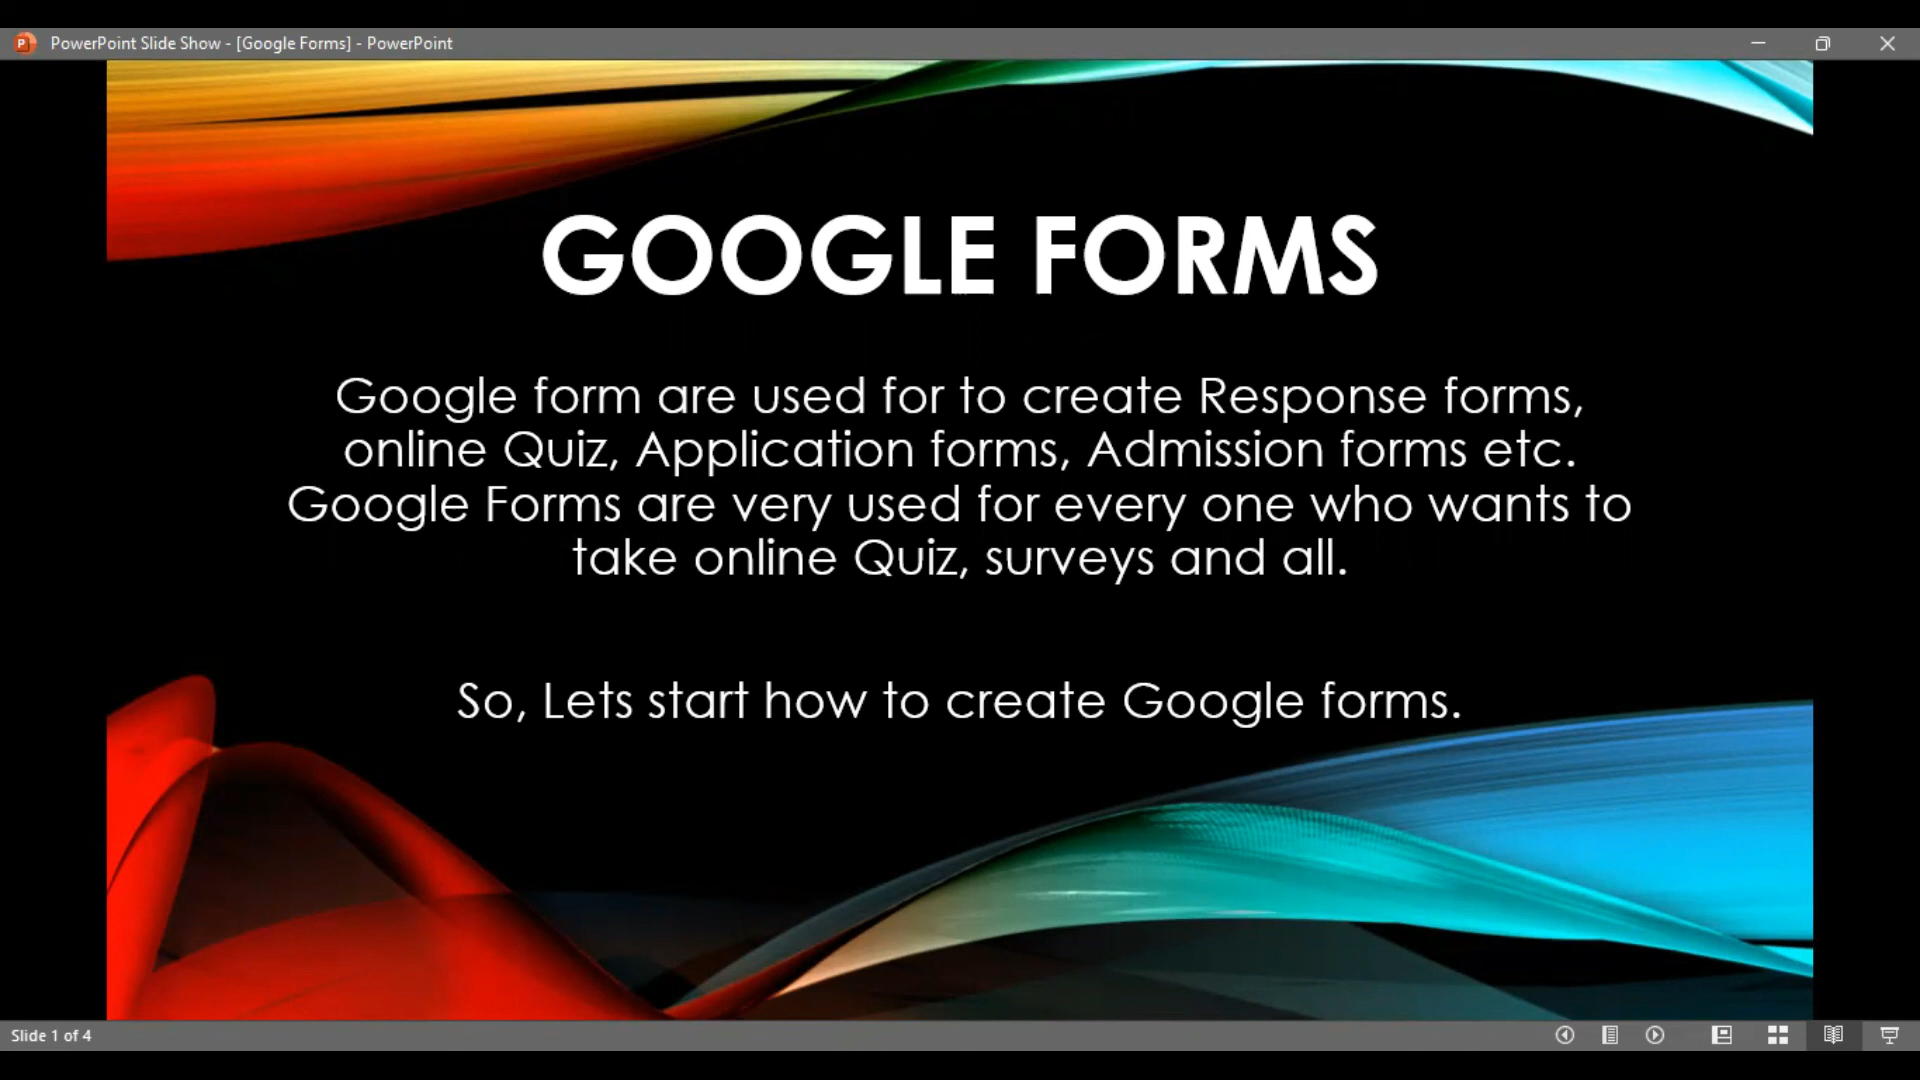 PowerPoint Slide Show - [Google Forms] - PowerPoint
GOOGLE FORMS
Google form are used for to create Response forms,
online Quiz, Application forms, Admission forms etc.
Google Forms are very used for every one who wants to
take online Quiz, surveys and all.
So, Lets start how to create Google forms.
Slide 1 of 4